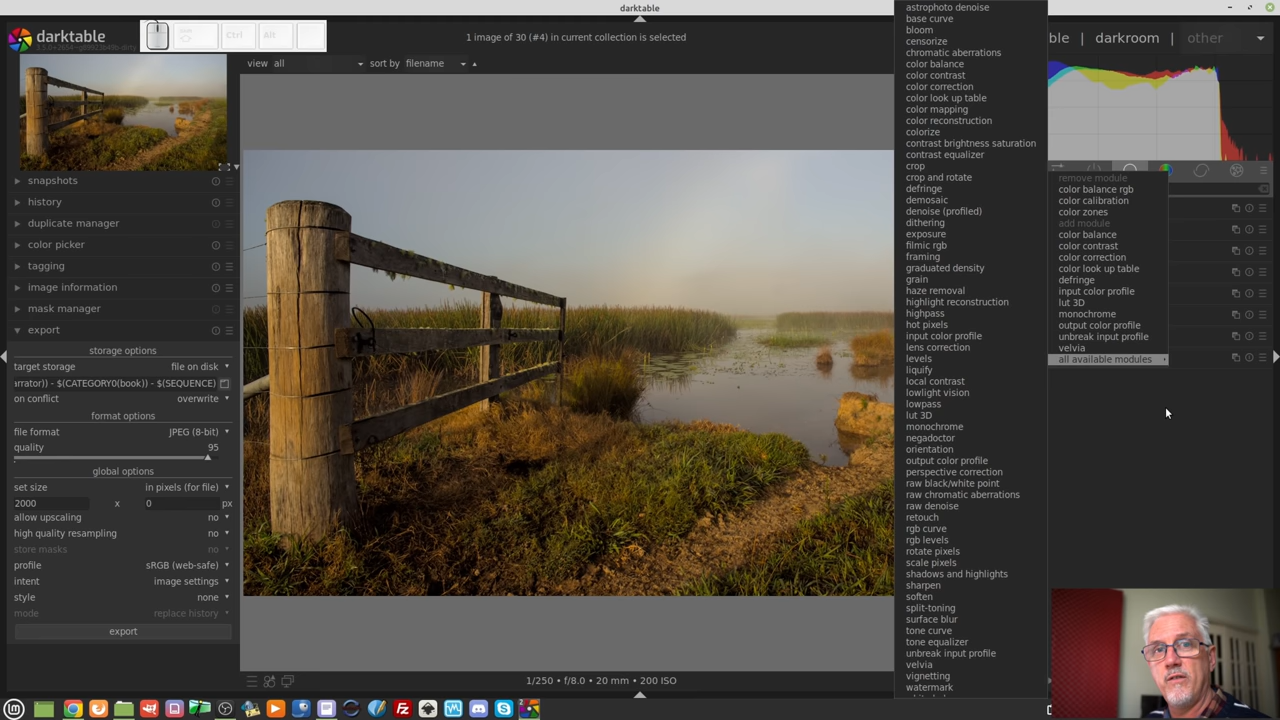 darktable
darktable
Ctrl
Alt
1 image of 30 (#4) in current collection is selected
ble | darkroom | other
view all
sort by filename
snapshots
history
duplicate manager
color picker
tagging
image information
mask manager
export
storage options
target storage file on disk
ırrator)) - $(CATEGORY0(book)) - $(SEQUENCE)
on conflict overwrite
format options
file format JPEG (8-bit)
quality 95
global options
set size in pixels (for file)
2000 x 0 px
allow upscaling no
high quality resampling no
store masks no
profile sRGB (web-safe)
intent image settings
style none
mode replace history
export
1/250 • f/8.0 • 20 mm • 200 ISO
astrophoto denoise
base curve
bloom
censorize
chromatic aberrations
color balance
color contrast
color correction
color look up table
color mapping
color reconstruction
colorize
contrast brightness saturation
contrast equalizer
crop
crop and rotate
defringe
demosaic
denoise (profiled)
dithering
exposure
filmic rgb
framing
graduated density
grain
haze removal
highlight reconstruction
highpass
hot pixels
input color profile
lens correction
levels
liquify
local contrast
lowlight vision
lowpass
lut 3D
monochrome
negadoctor
orientation
output color profile
perspective correction
raw black/white point
raw chromatic aberrations
raw denoise
retouch
rgb curve
rgb levels
rotate pixels
scale pixels
shadows and highlights
sharpen
soften
split-toning
surface blur
tone curve
tone equalizer
unbreak input profile
velvia
vignetting
watermark
remove module
color balance rgb
color calibration
color zones
add module
color balance
color contrast
color correction
color look up table
defringe
input color profile
lut 3D
monochrome
output color profile
unbreak input profile
velvia
all available modules